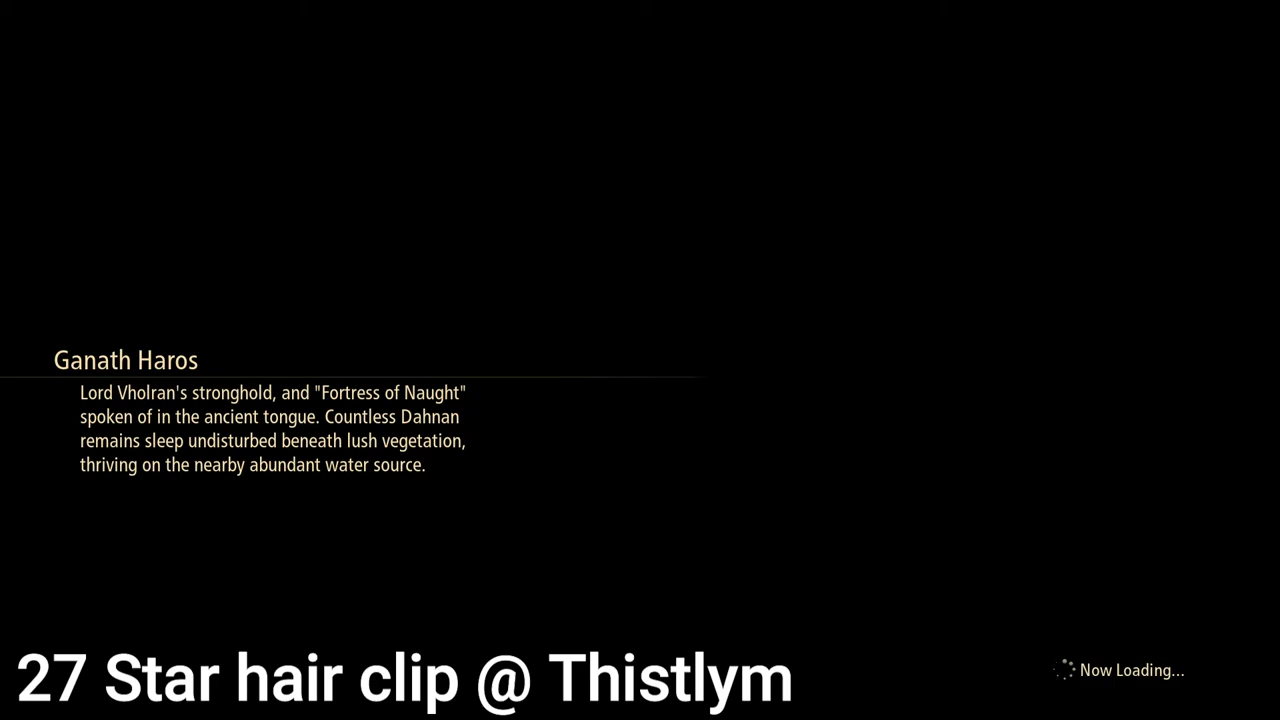 Ganath Haros
Lord Vholran's stronghold, and "Fortress of Naught"
spoken of in the ancient tongue. Countless Dahnan
remains sleep undisturbed beneath lush vegetation,
thriving on the nearby abundant water source.
27 Star hair clip @ Thistlym
Now Loading...